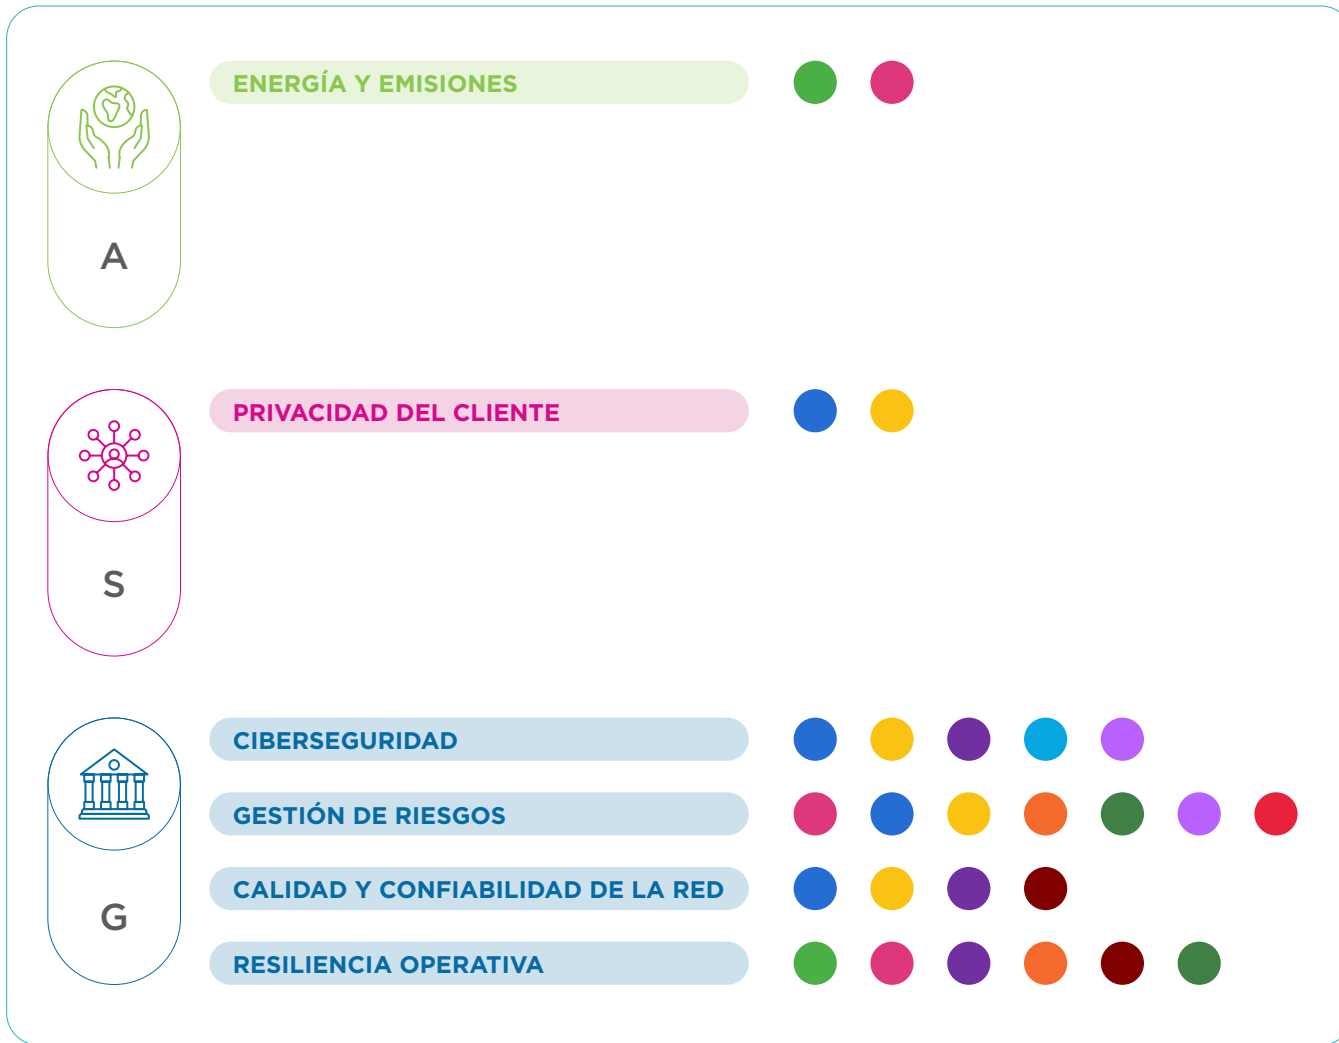 A
ENERGÍA Y EMISIONES
S
PRIVACIDAD DEL CLIENTE
G
CIBERSEGURIDAD
GESTIÓN DE RIESGOS
CALIDAD Y CONFIABILIDAD DE LA RED
RESILIENCIA OPERATIVA